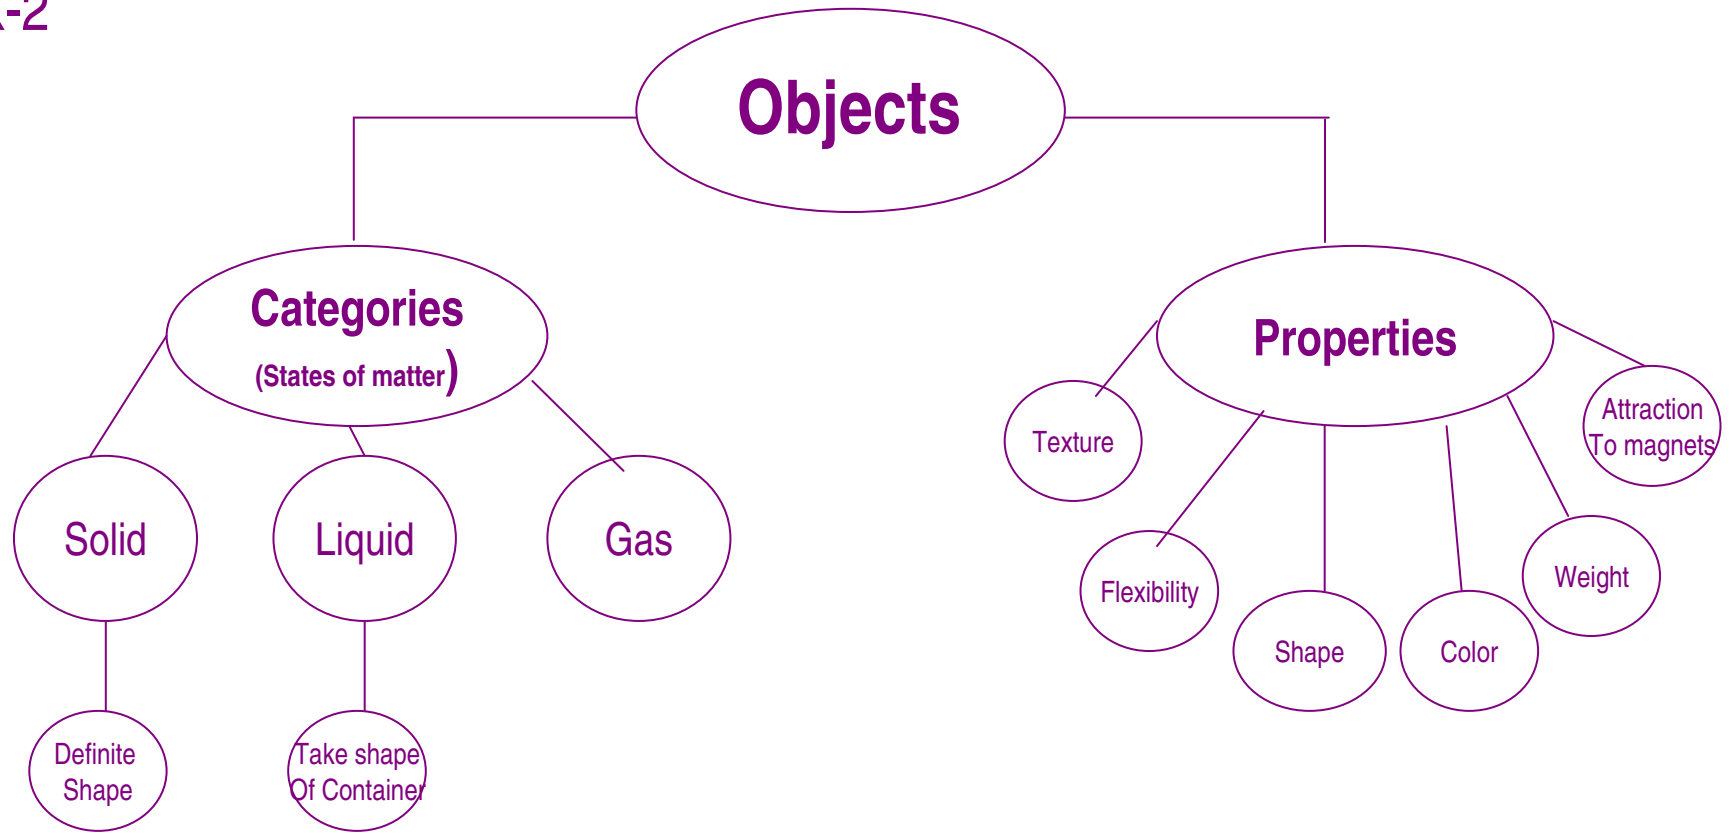 -2
Objects
Categories
(States of matter)
Properties
Solid
Liquid
Gas
Definite
Shape
Take shape
Of Container
Texture
Flexibility
Shape
Color
Weight
Attraction
To magnets